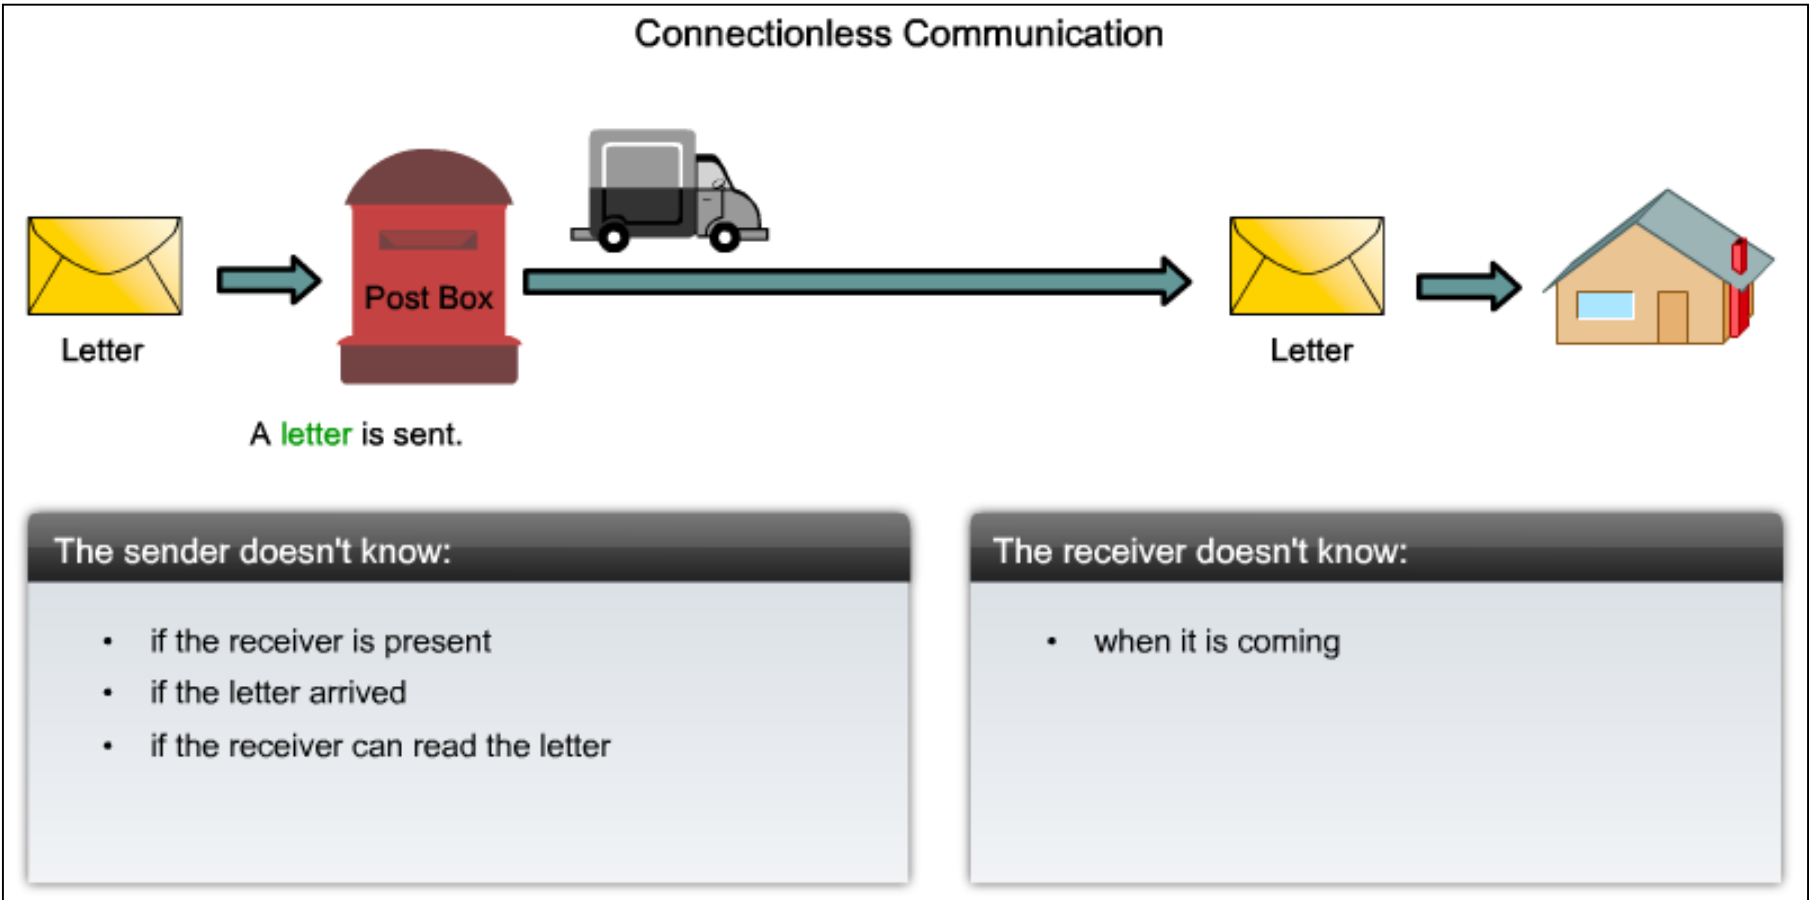 Connectionless Communication
Post Box
Letter
Letter
A letter is sent.
The sender doesn't know:
• if the receiver is present
• if the letter arrived
• if the receiver can read the letter
The receiver doesn't know:
• when it is coming